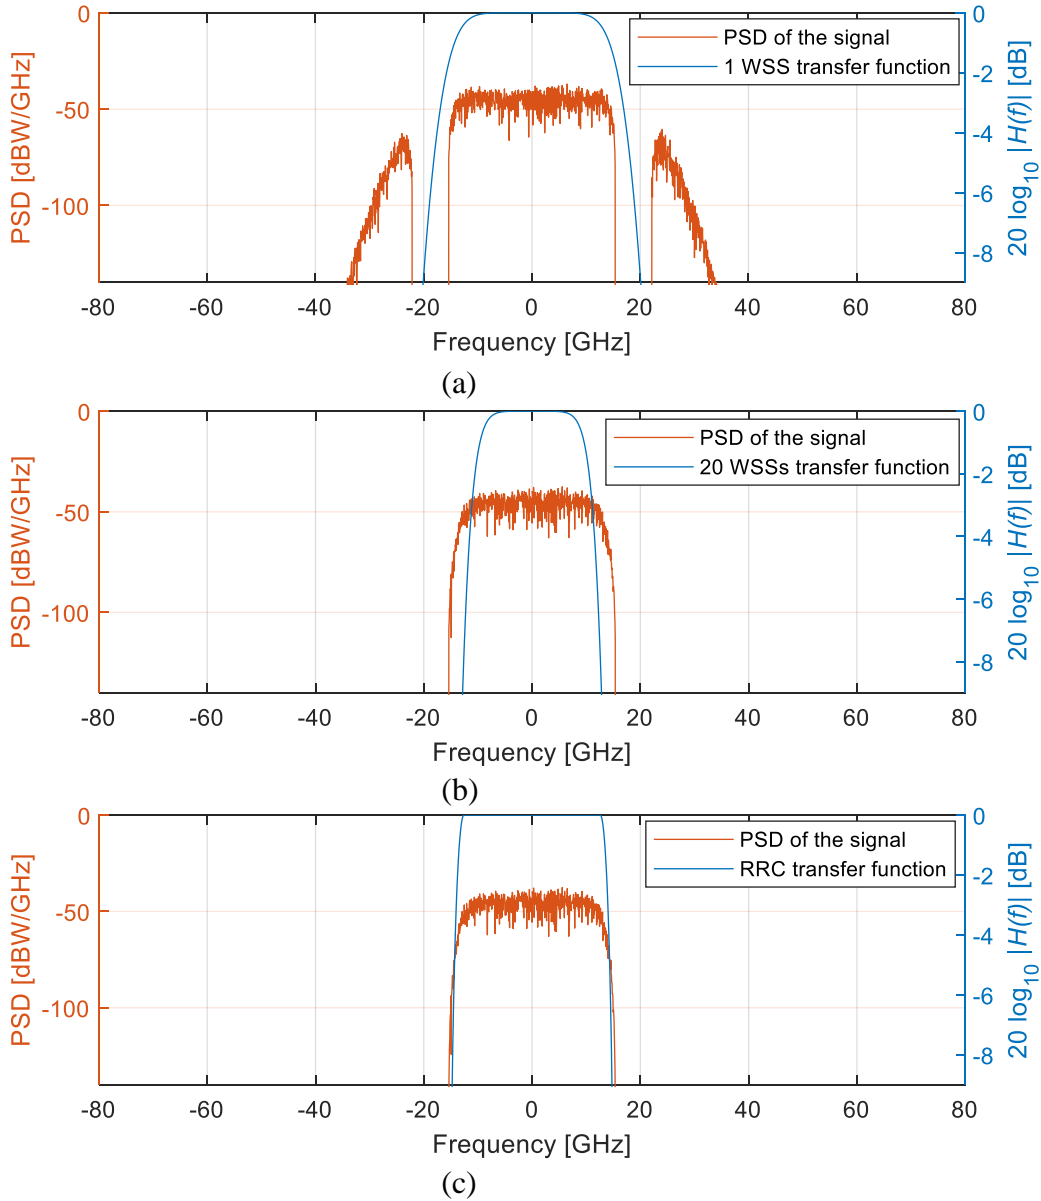 0
-50
-100
PSD [dBW/GHz]
PSD of the signal
1 WSS transfer function
0
-2
-4
-6
-8
20 log10 |H(f)| [dB]
-80 -60 -40 -20 0 20 40 60 80
Frequency [GHz]
(a)
0
-50
-100
PSD [dBW/GHz]
PSD of the signal
20 WSSs transfer function
0
-2
-4
-6
-8
20 log10 |H(f)| [dB]
-80 -60 -40 -20 0 20 40 60 80
Frequency [GHz]
(b)
0
-50
-100
PSD [dBW/GHz]
PSD of the signal
RRC transfer function
0
-2
-4
-6
-8
20 log10 |H(f)| [dB]
-80 -60 -40 -20 0 20 40 60 80
Frequency [GHz]
(c)